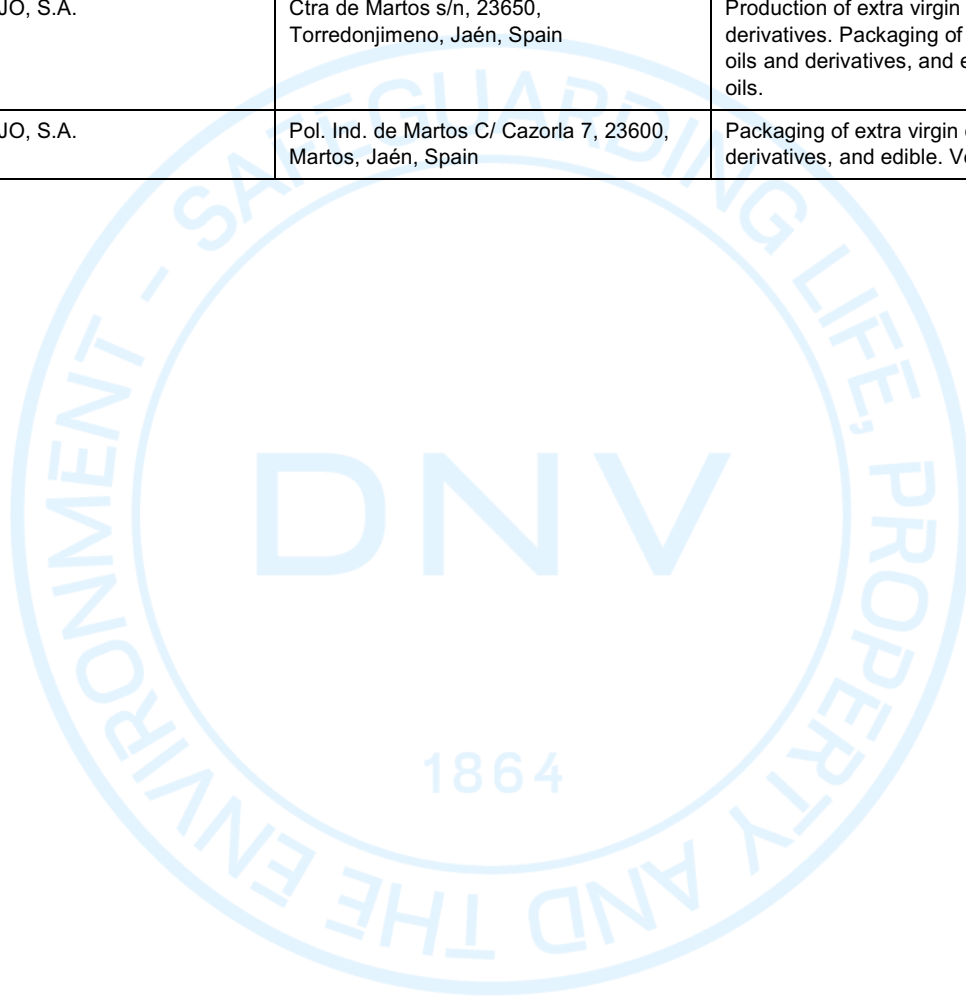 JO, S.A.
Ctra de Martos s/n, 23650,
Torredonjimeno, Jaén, Spain
Production of extra virgin
derivatives. Packaging of
oils and derivatives, and
oils.
JO, S.A.
Pol. Ind. de Martos C/ Cazorla 7, 23600,
Martos, Jaén, Spain
Packaging of extra virgin
derivatives, and edible.
SAFEGUARDING LIFE, PROPERTY AND THE ENVIRONMENT -
DNV
1864